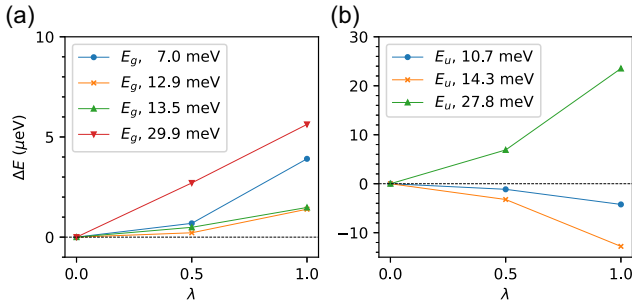 (a)
10
5
0
ΔE (μeV)
E_g, 7.0 meV
E_g, 12.9 meV
E_g, 13.5 meV
E_g, 29.9 meV
0.0 0.5 1.0
λ
(b)
30
20
10
0
−10
E_u, 10.7 meV
E_u, 14.3 meV
E_u, 27.8 meV
0.0 0.5 1.0
λ